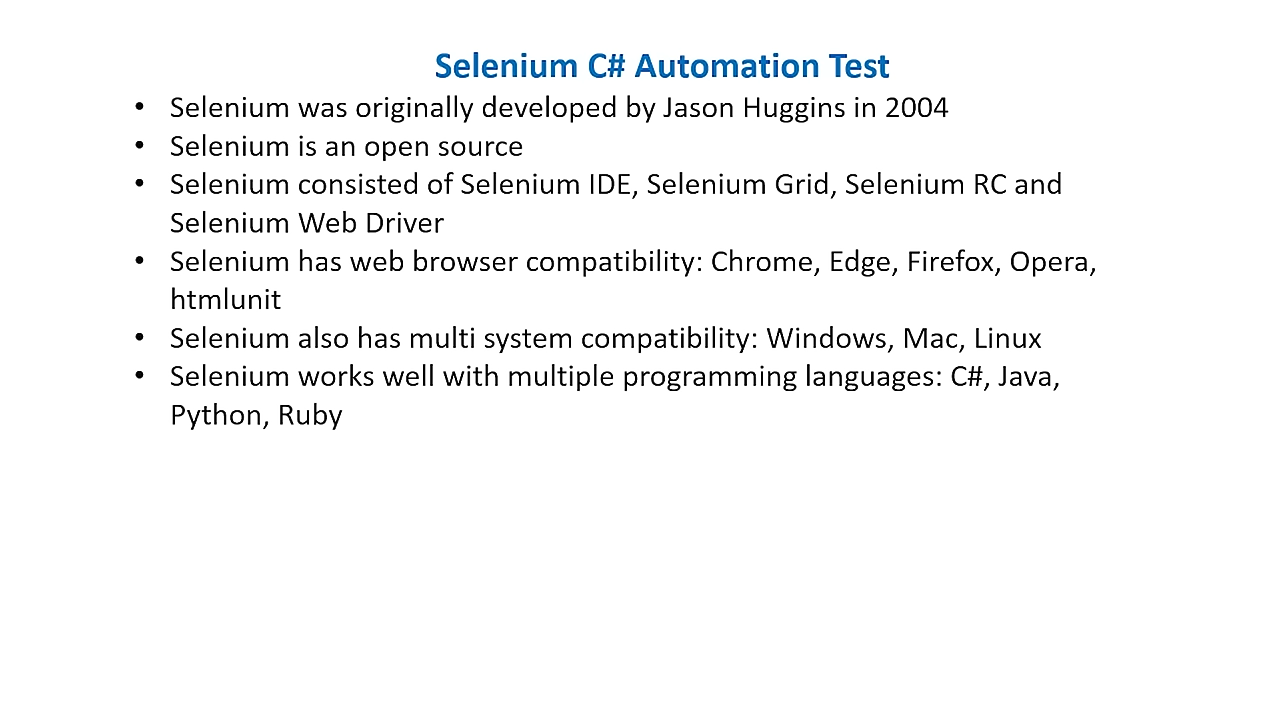 Selenium C# Automation Test
• Selenium was originally developed by Jason Huggins in 2004
• Selenium is an open source
• Selenium consisted of Selenium IDE, Selenium Grid, Selenium RC and
Selenium Web Driver
• Selenium has web browser compatibility: Chrome, Edge, Firefox, Opera,
htmlunit
• Selenium also has multi system compatibility: Windows, Mac, Linux
• Selenium works well with multiple programming languages: C#, Java,
Python, Ruby